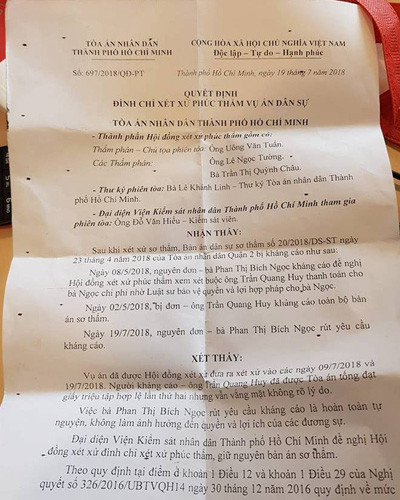 TÒA ÁN NHÂN DÂN
THÀNH PHỐ HỒ CHÍ MINH
CỘNG HÒA XÃ HỘI CHỦ NGHĨA VIỆT NAM
Độc lập - Tự do - Hạnh phúc
Số: 697/2018/QĐ-PT
Thành phố Hồ Chí Minh, ngày 19 tháng 7 năm 2018
QUYẾT ĐỊNH
ĐÌNH CHỈ XÉT XỬ PHÚC THẨM VỤ ÁN DÂN SỰ
TÒA ÁN NHÂN DÂN THÀNH PHỐ HỒ CHÍ MINH
- Thành phần Hội đồng xét xử phúc thẩm gồm có:
Thẩm phán – Chủ tọa phiên tòa: Ông Uông Văn Tuấn.
Các Thẩm phán: Ông Lê Ngọc Tường.
Bà Trần Thị Quỳnh Châu.
- Thư ký phiên tòa: Bà Lê Khánh Linh – Thư ký Tòa án nhân dân Thành
phố Hồ Chí Minh.
- Đại diện Viện Kiểm sát nhân dân Thành phố Hồ Chí Minh tham gia
phiên tòa: Ông Đỗ Văn Hiếu – Kiểm sát viên.
NHẬN THẤY:
Sau khi xét xử sơ thẩm, Bản án dân sự sơ thẩm số 20/2018/DS-ST ngày
23 tháng 4 năm 2018 của Tòa án nhân dân Quận 2 bị kháng cáo như sau:
Ngày 08/5/2018, nguyên đơn - bà Phan Thị Bích Ngọc kháng cáo đề nghị
Hội đồng xét xử phúc thẩm xem xét buộc ông Trần Quang Huy thanh toán cho
bà Ngọc chi phí nhờ Luật sư bảo vệ quyền và lợi hợp pháp cho bà Ngọc.
Ngày 02/5/2018, bị đơn – ông Trần Quang Huy kháng cáo toàn bộ bản
án sơ thẩm.
Ngày 19/7/2018, nguyên đơn – bà Phan Thị Bích Ngọc rút yêu cầu
kháng cáo.
XÉT THẤY:
Vụ án đã được Hội đồng xét xử đưa ra xét xử vào các ngày 09/7/2018 và
19/7/2018. Người kháng cáo – ông Trần Quang Huy đã được Tòa án tống đạt
giấy triệu tập hợp lệ lần thứ hai nhưng vẫn vắng mặt không rõ lý do.
Việc bà Phan Thị Bích Ngọc rút yêu cầu kháng cáo là hoàn toàn tự
nguyện, không làm ảnh hưởng đến quyền và lợi ích của các đương sự.
Đại diện Viện Kiểm sát nhân dân Thành phố Hồ Chí Minh đề nghị Hội
đồng xét xử đình chỉ xét xử phúc thẩm, giữ nguyên bản án sơ thẩm.
Theo quy định tại điểm ở khoản 1 Điều 12 và khoản 1 Điều 29 của Nghị
quyết số 326/2016/UBTVQH14 ngày 30 tháng 12 năm 2016 quy định về mức